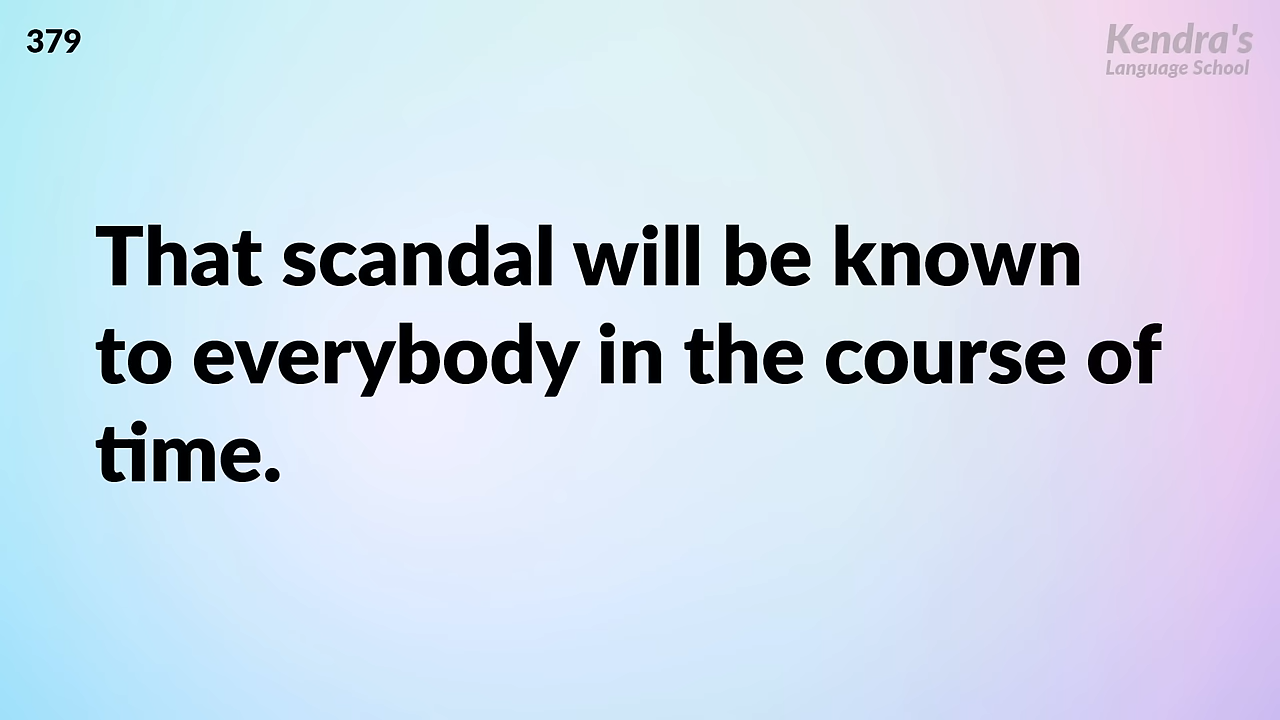 379
Kendra's
Language School
That scandal will be known
to everybody in the course of
time.